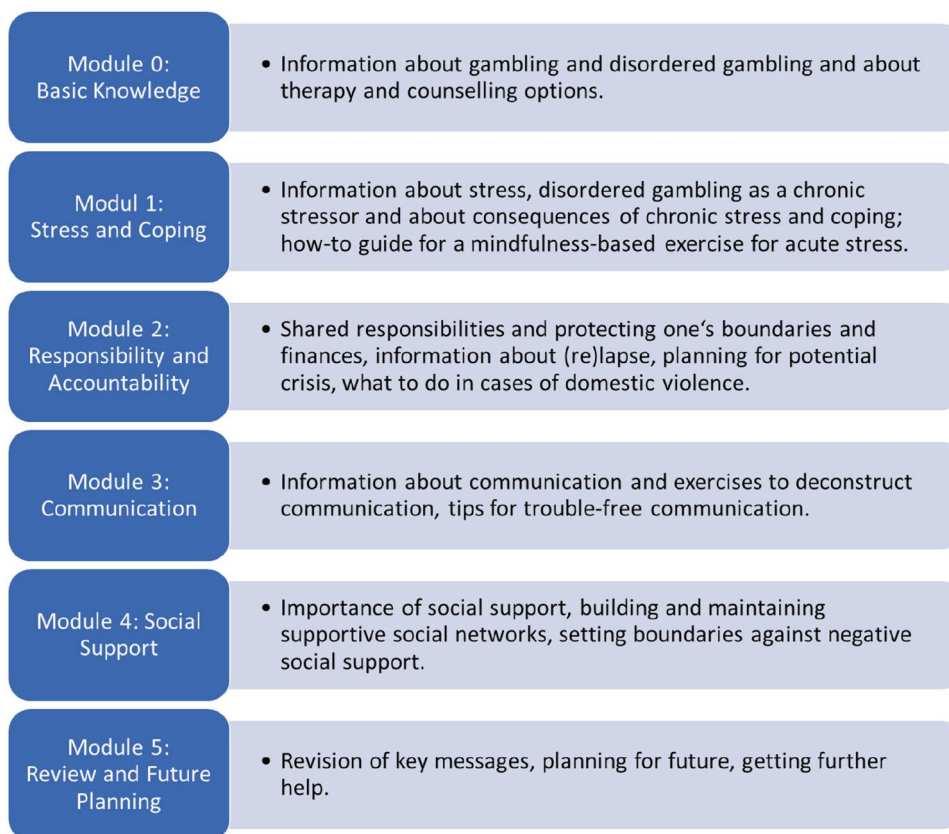 Module 0:
Basic Knowledge
• Information about gambling and disordered gambling and about
therapy and counselling options.
Modul 1:
Stress and Coping
• Information about stress, disordered gambling as a chronic
stressor and about consequences of chronic stress and coping;
how-to guide for a mindfulness-based exercise for acute stress.
Module 2:
Responsibility and
Accountability
• Shared responsibilities and protecting one‘s boundaries and
finances, information about (re)lapse, planning for potential
crisis, what to do in cases of domestic violence.
Module 3:
Communication
• Information about communication and exercises to deconstruct
communication, tips for trouble-free communication.
Module 4: Social
Support
• Importance of social support, building and maintaining
supportive social networks, setting boundaries against negative
social support.
Module 5:
Review and Future
Planning
• Revision of key messages, planning for future, getting further
help.